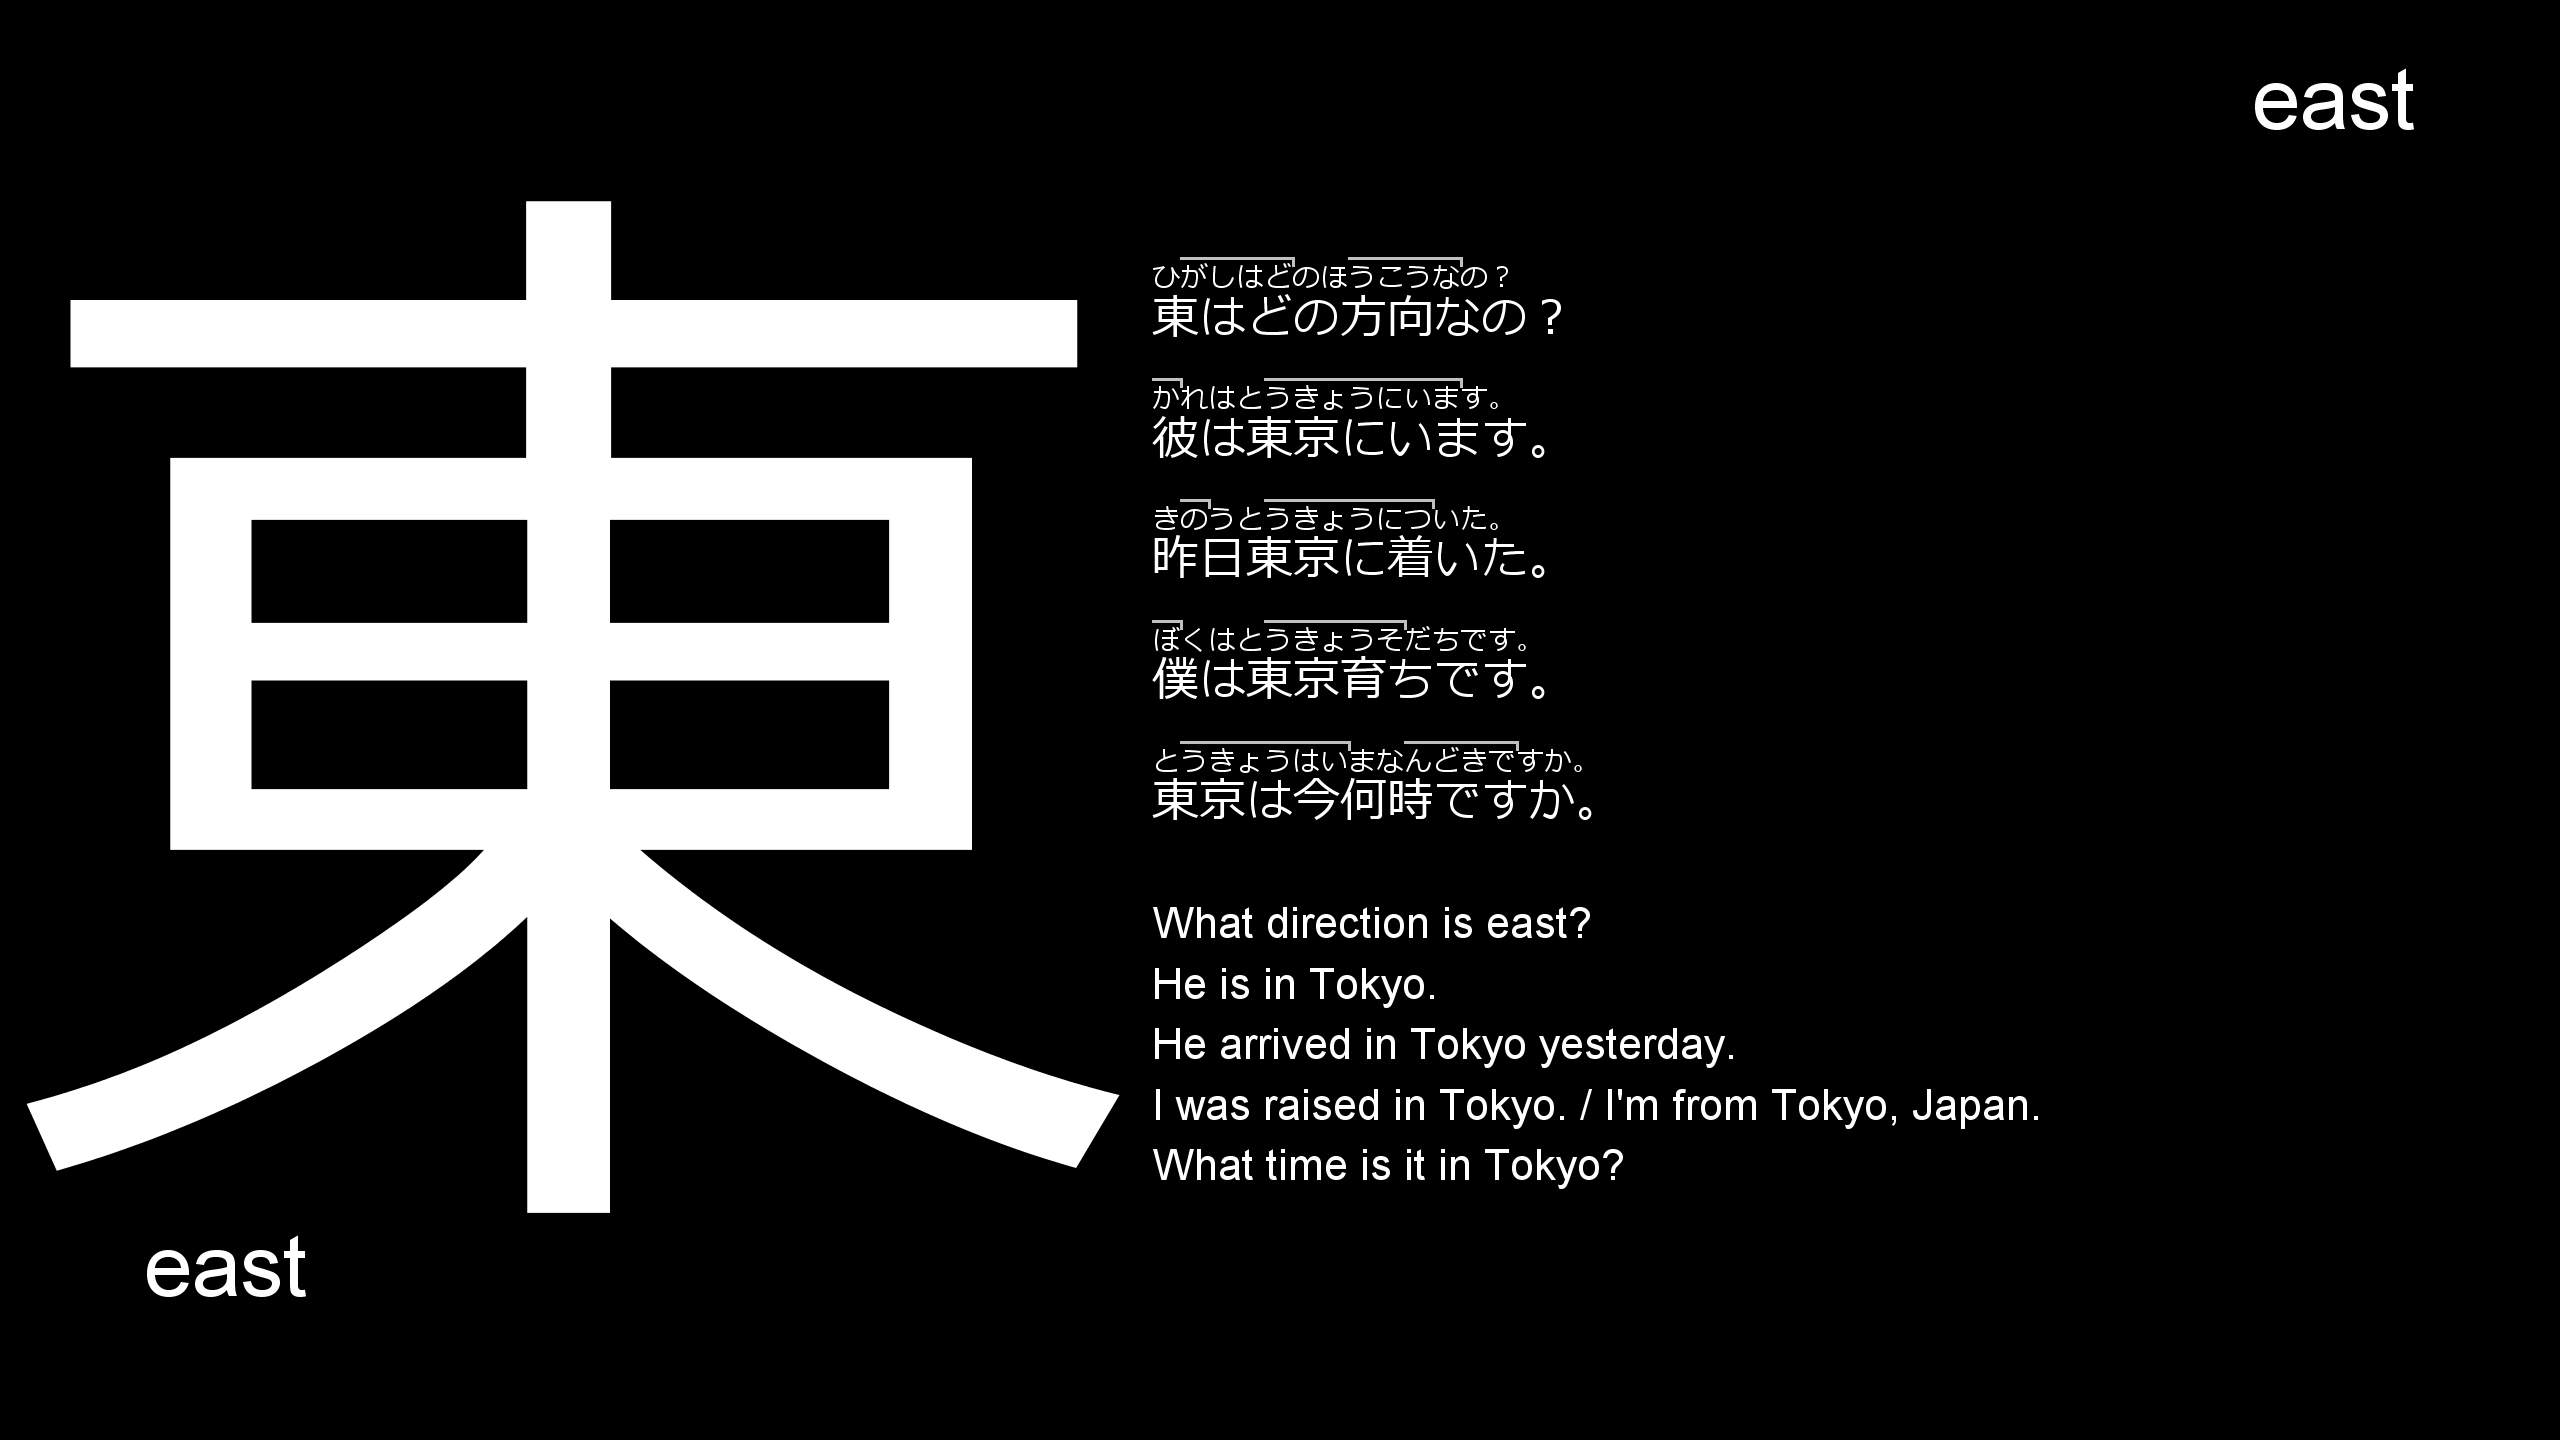 east
東
ひがしはどのほうこうなの？
東はどの方向なの？
かれはとうきょうにいます。
彼は東京にいます。
きのうとうきょうについた。
昨日東京に着いた。
ぼくはとうきょうそだちです。
僕は東京育ちです。
とうきょうはいまなんどきですか。
東京は今何時ですか。
What direction is east?
He is in Tokyo.
He arrived in Tokyo yesterday.
I was raised in Tokyo. / I'm from Tokyo, Japan.
What time is it in Tokyo?
east